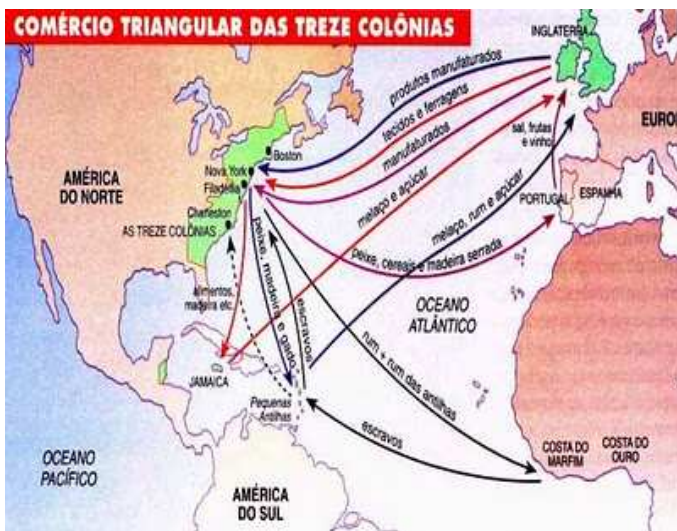 COMÉRCIO TRIANGULAR DAS TREZE COLÔNIAS
INGLATERRA
produtos manufaturados
tecidos e ferragens
manufaturados
EUROP
sal, frutas
e vinho
Boston
Nova York
Filadélfia
AMÉRICA
DO NORTE
melaço e açúcar
melaço, rum e açúcar
PORTUGAL
ESPANHA
Charleston
AS TREZE COLÔNIAS
peixe, cereais e madeira serrada
peixe, madeira e gado
escravos
alimentos,
madeira etc.
OCEANO
ATLÂNTICO
JAMAICA
rum + rum das antilhas
Pequenas
Antilhas
escravos
COSTA DO
MARFIM
COSTA DO
OURO
OCEANO
PACÍFICO
AMÉRICA
DO SUL